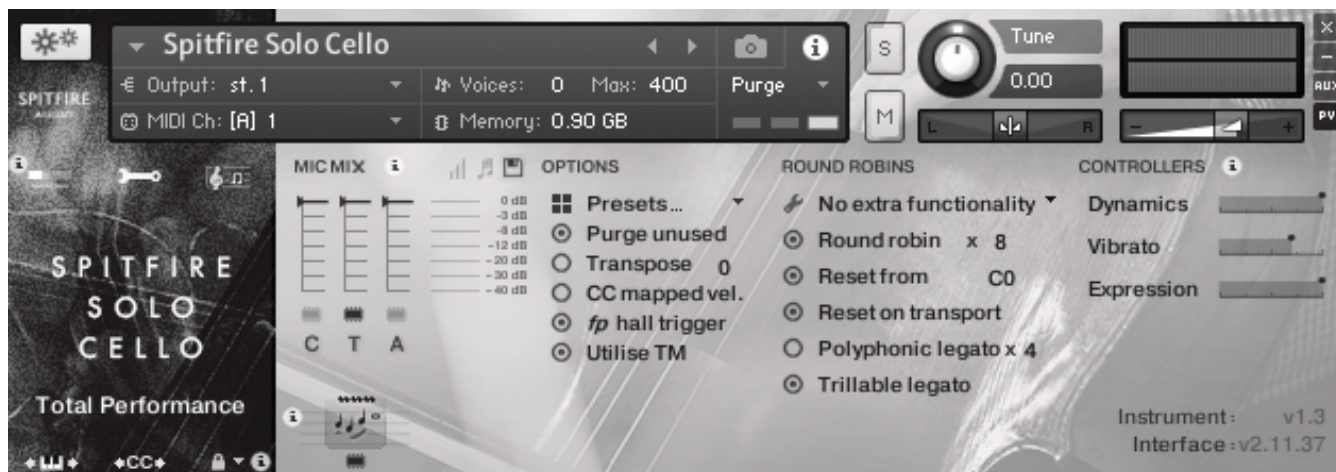 Spitfire Solo Cello
Output: st.1
Voices: 0 Max: 400
Purge
MIDI Ch: [A] 1
Memory: 0.90 GB
S
M
Tune
0.00
L R
- +
×
-
AUX
PV
SPITFIRE
SPITFIRE
SOLO
CELLO
Total Performance
CC
MIC MIX
0 dB
-3 dB
-12 dB
-20 dB
-30 dB
-40 dB
C T A
OPTIONS
Presets...
Purge unused
Transpose 0
CC mapped vel.
fp hall trigger
Utilise TM
ROUND ROBINS
No extra functionality
Round robin x 8
Reset from C0
Reset on transport
Polyphonic legato x 4
Trillable legato
CONTROLLERS
Dynamics
Vibrato
Expression
Instrument: v1.3
Interface: v2.11.37